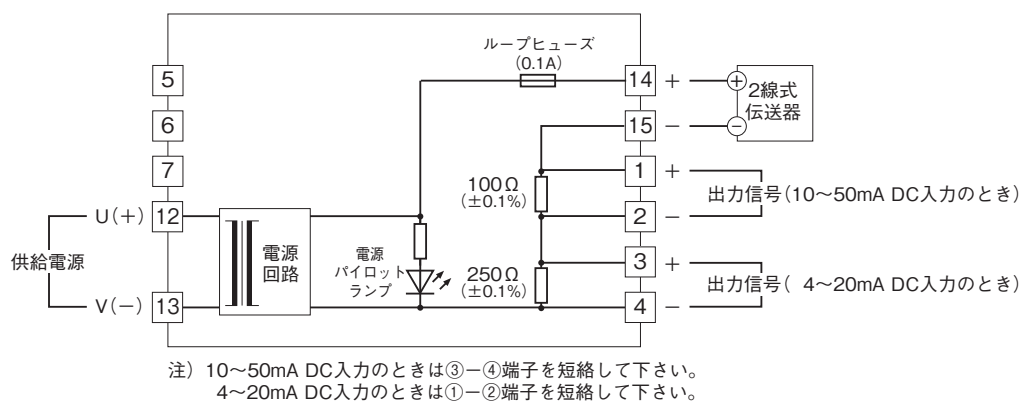 ループヒューズ
(0.1A)
5
14 +
+
2線式
伝送器
6
15 −
−
7
1 +
100Ω
(±0.1%)
出力信号(10〜50mA DC入力のとき)
U(+) 12
2 −
供給電源
電源
回路
電源
パイロット
ランプ
3 +
250Ω
(±0.1%)
出力信号( 4〜20mA DC入力のとき)
V(−) 13
4 −
注) 10〜50mA DC入力のときは③−④端子を短絡して下さい。
4〜20mA DC入力のときは①−②端子を短絡して下さい。